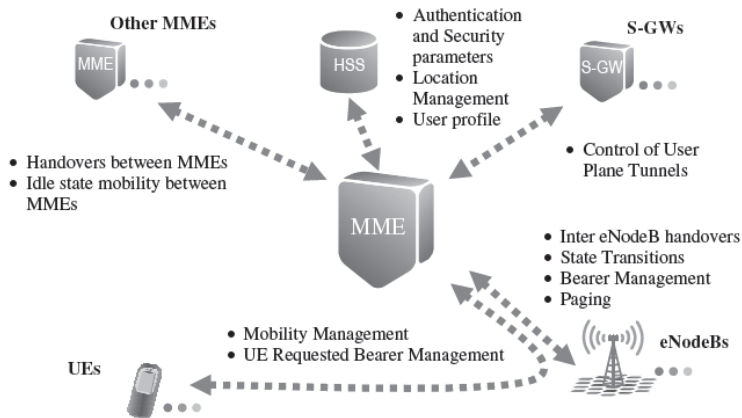 Other MMEs
MME
HSS
• Authentication
and Security
parameters
• Location
Management
• User profile
S-GWs
S-GW
• Handovers between MMEs
• Idle state mobility between
MMEs
• Control of User
Plane Tunnels
MME
• Inter eNodeB handovers
• State Transitions
• Bearer Management
• Paging
• Mobility Management
• UE Requested Bearer Management
UEs
eNodeBs